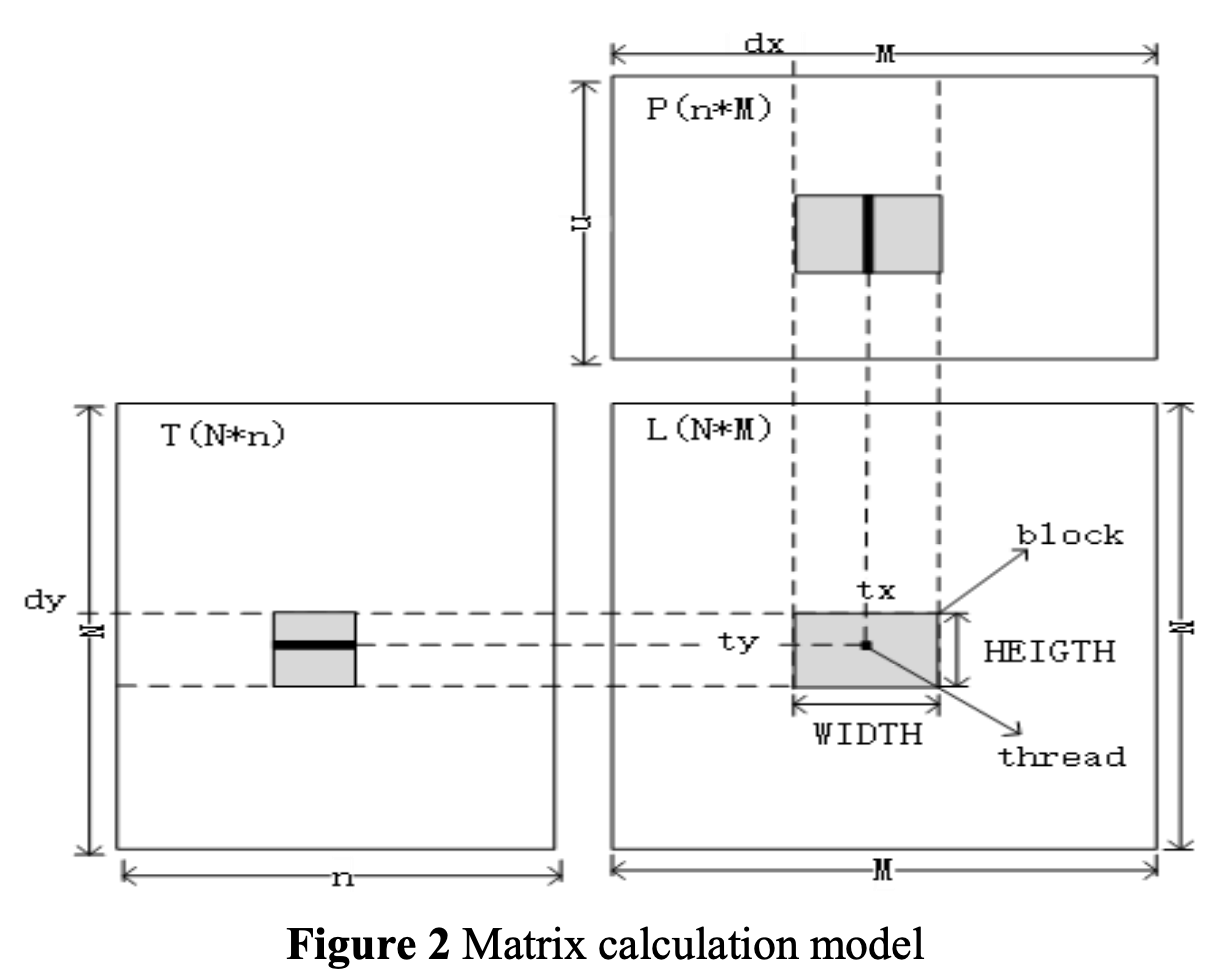 dx
M
P(n*M)
n
T(N*n)
L(N*M)
block
dy
N
tx
ty
N
HEIGTH
WIDTH
thread
n
M
Figure 2 Matrix calculation model